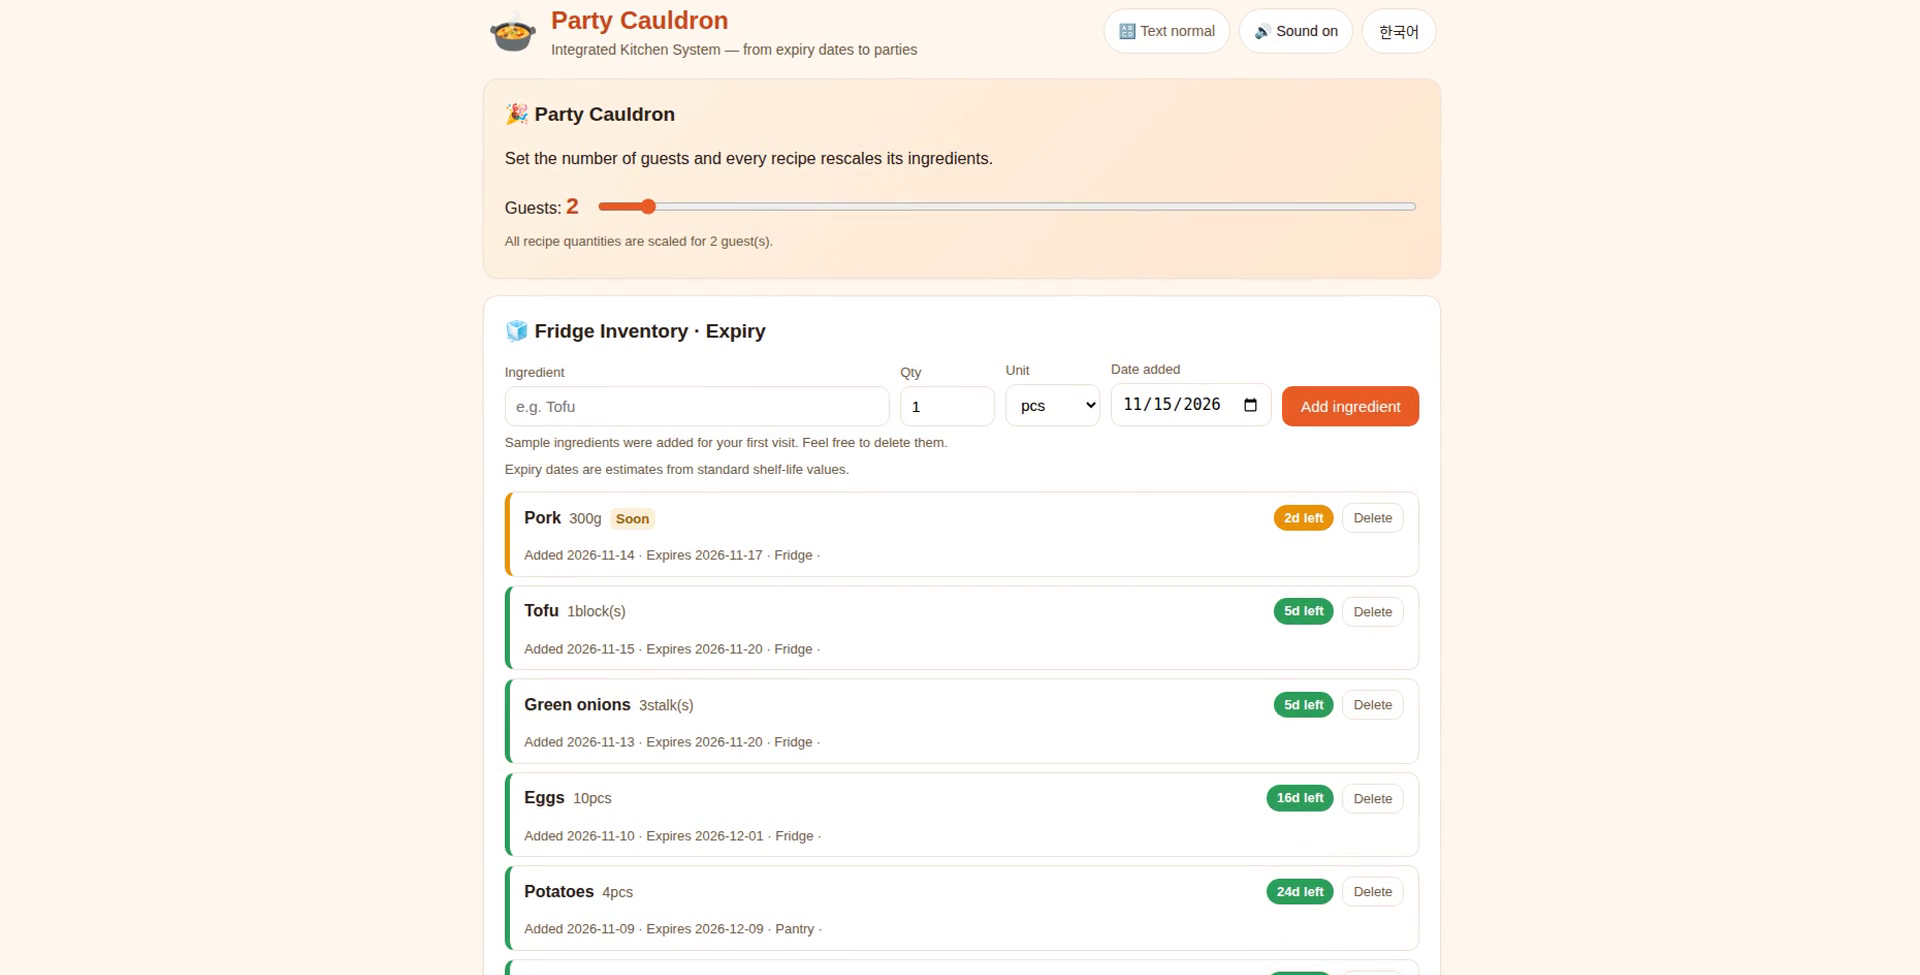 Party Cauldron
Integrated Kitchen System — from expiry dates to parties
🔠 Text normal
🔊 Sound on
한국어
🎉 Party Cauldron
Set the number of guests and every recipe rescales its ingredients.
Guests: 2
All recipe quantities are scaled for 2 guest(s).
🧊 Fridge Inventory · Expiry
Ingredient
Qty
Unit
Date added
e.g. Tofu
1
pcs
11/15/2026
Add ingredient
Sample ingredients were added for your first visit. Feel free to delete them.
Expiry dates are estimates from standard shelf-life values.
Pork 300g Soon
2d left
Delete
Added 2026-11-14 · Expires 2026-11-17 · Fridge ·
Tofu 1block(s)
5d left
Delete
Added 2026-11-15 · Expires 2026-11-20 · Fridge ·
Green onions 3stalk(s)
5d left
Delete
Added 2026-11-13 · Expires 2026-11-20 · Fridge ·
Eggs 10pcs
16d left
Delete
Added 2026-11-10 · Expires 2026-12-01 · Fridge ·
Potatoes 4pcs
24d left
Delete
Added 2026-11-09 · Expires 2026-12-09 · Pantry ·